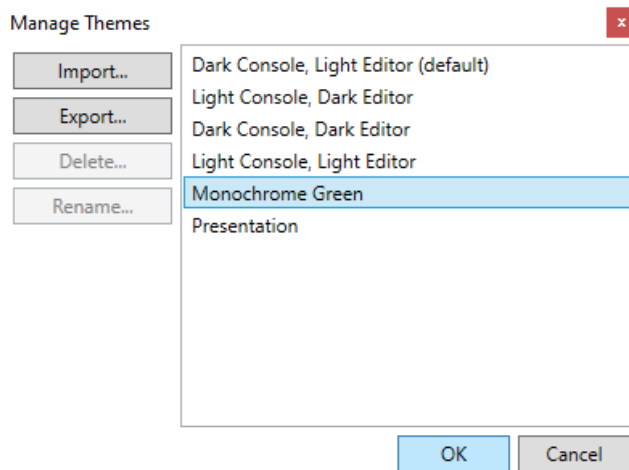 Manage Themes
x
Import...
Export...
Delete...
Rename...
Dark Console, Light Editor (default)
Light Console, Dark Editor
Dark Console, Dark Editor
Light Console, Light Editor
Monochrome Green
Presentation
OK
Cancel